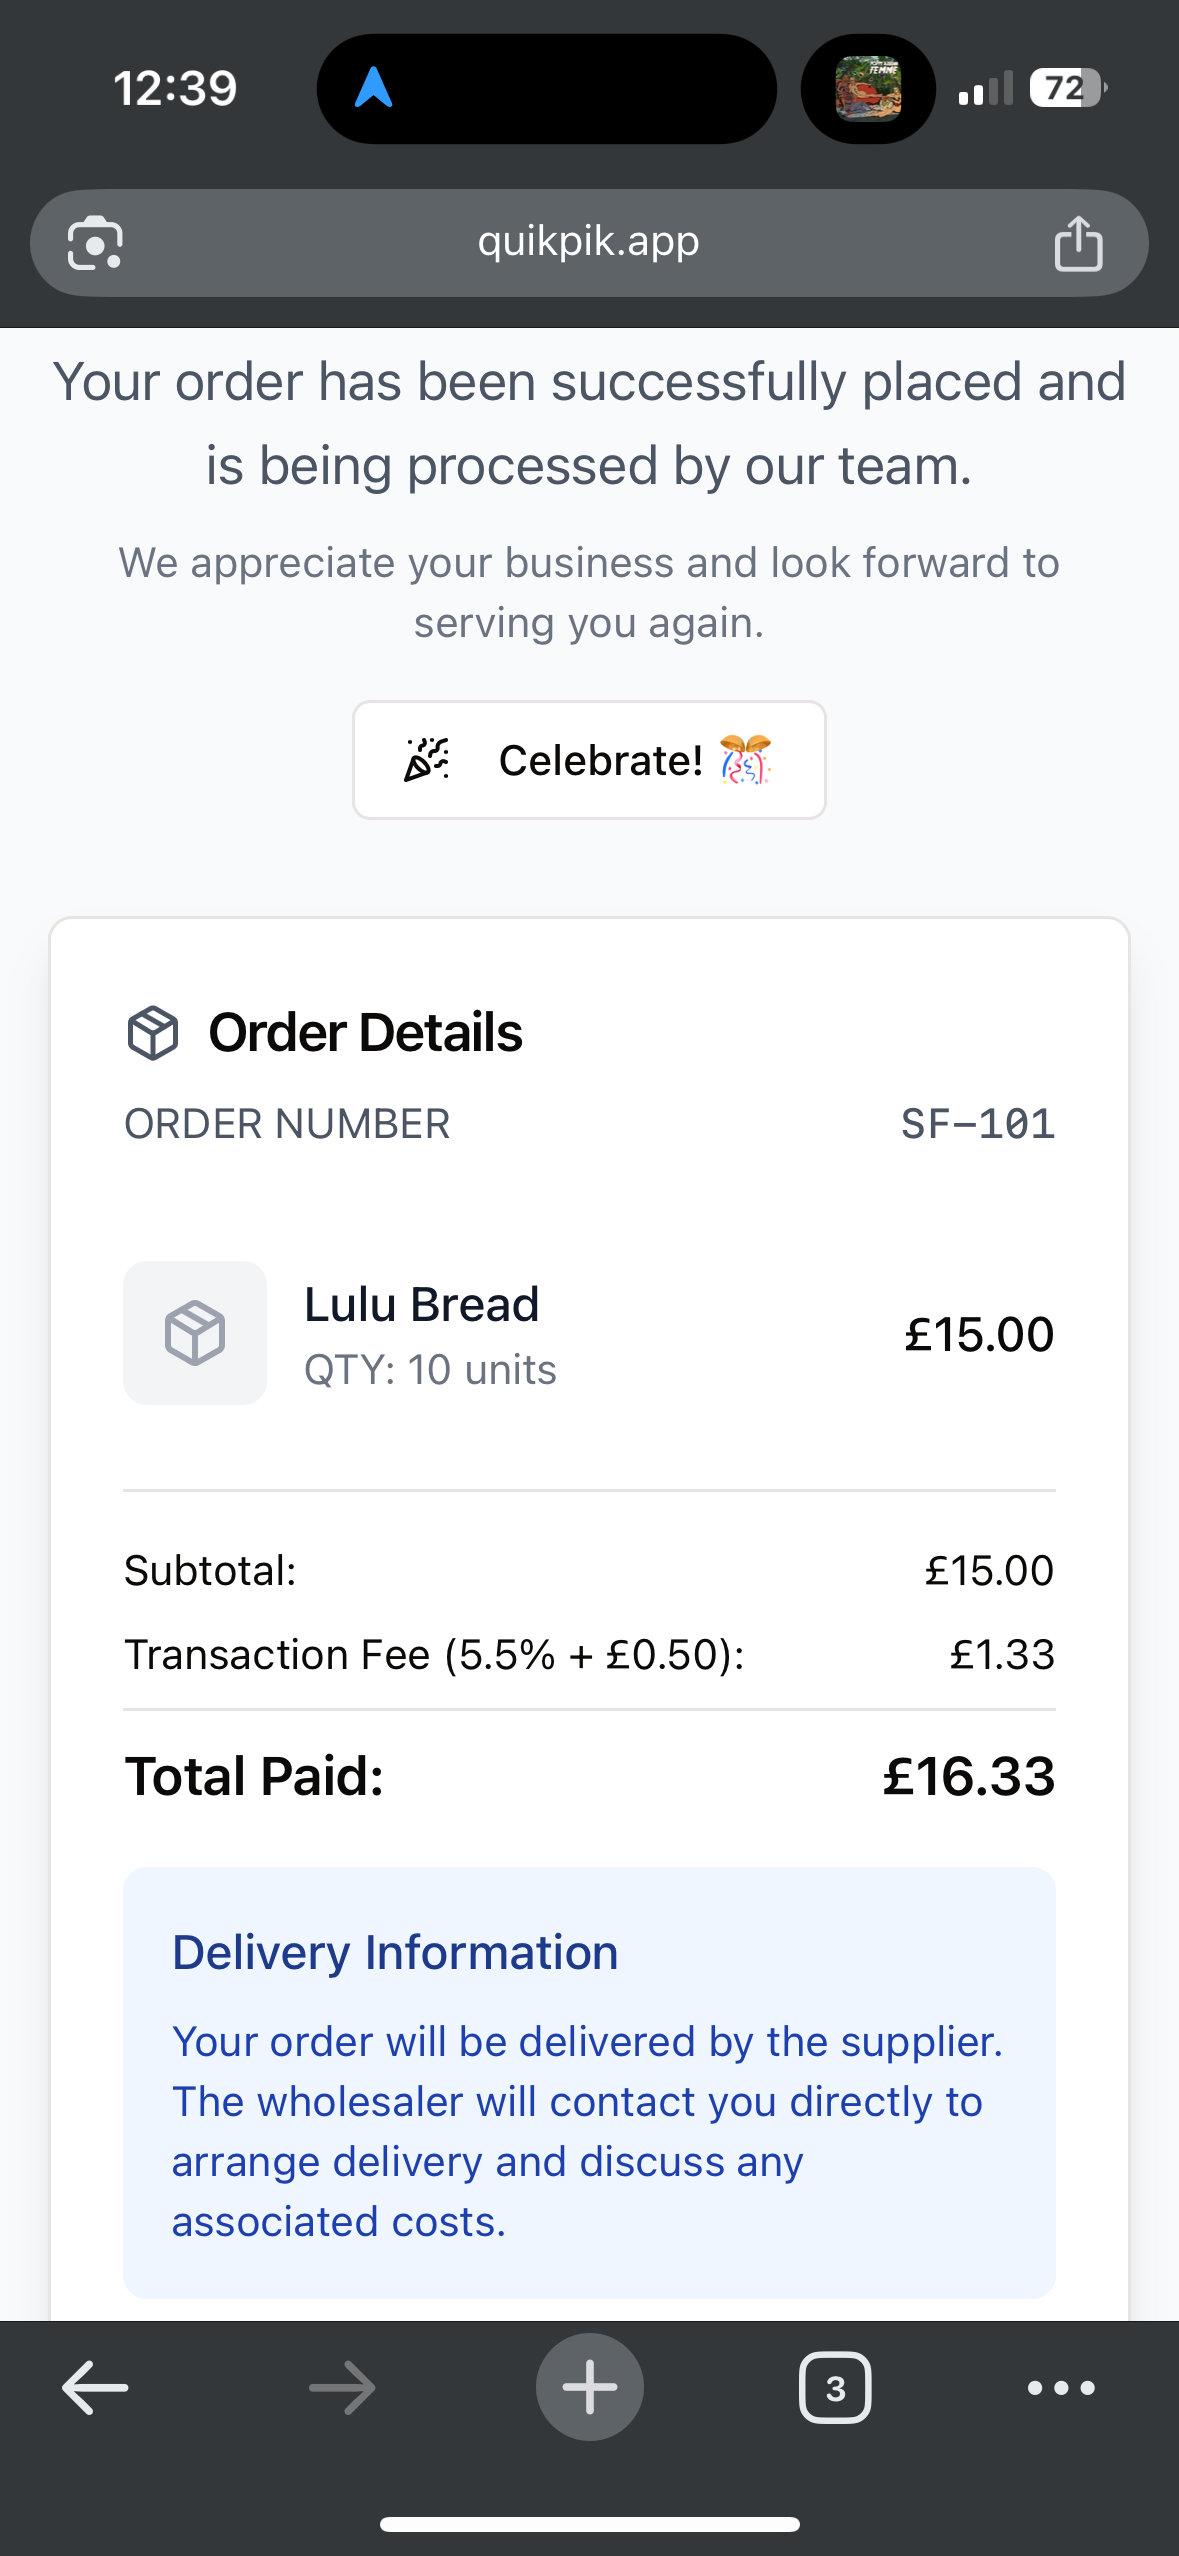 12:39
FEMME
72
quikpik.app
Your order has been successfully placed and
is being processed by our team.
We appreciate your business and look forward to
serving you again.
Celebrate! 🎊
Order Details
ORDER NUMBER SF-101
Lulu Bread
QTY: 10 units
£15.00
Subtotal: £15.00
Transaction Fee (5.5% + £0.50): £1.33
Total Paid: £16.33
Delivery Information
Your order will be delivered by the supplier.
The wholesaler will contact you directly to
arrange delivery and discuss any
associated costs.
3